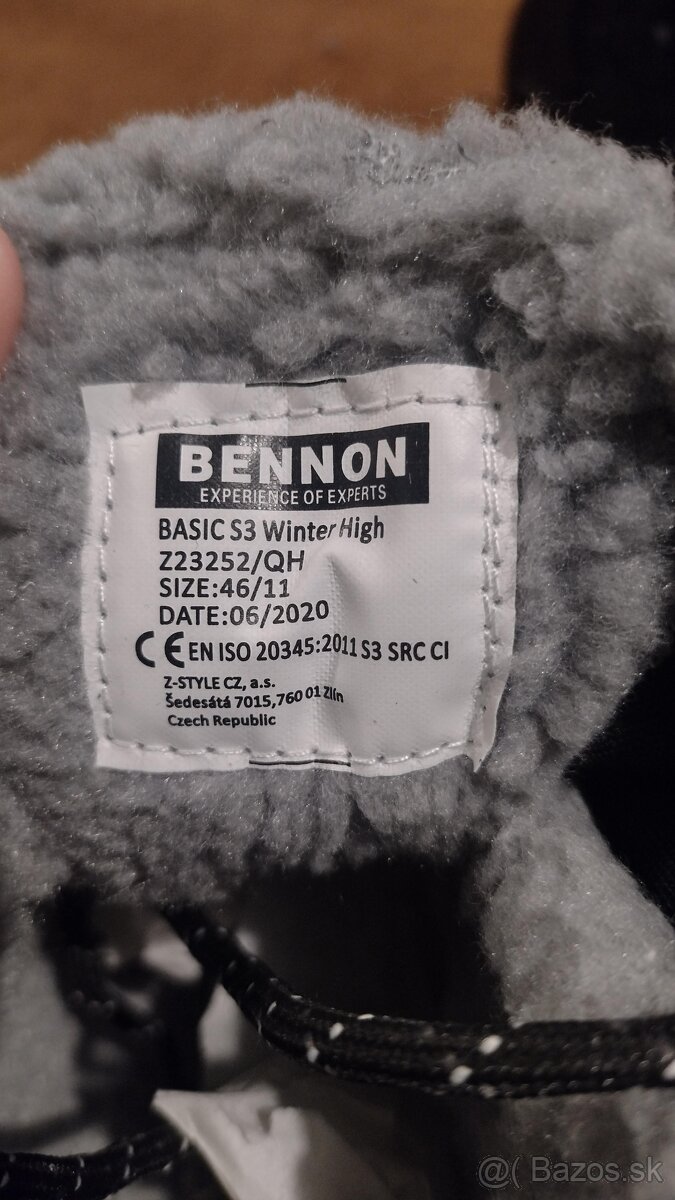 BENNON
EXPERIENCE OF EXPERTS
BASIC S3 Winter High
Z23252/QH
SIZE:46/11
DATE:06/2020
CE EN ISO 20345:2011 S3 SRC CI
Z-STYLE CZ, a.s.
Šedesátá 7015,760 01 Zlín
Czech Republic
@( Bazos.sk